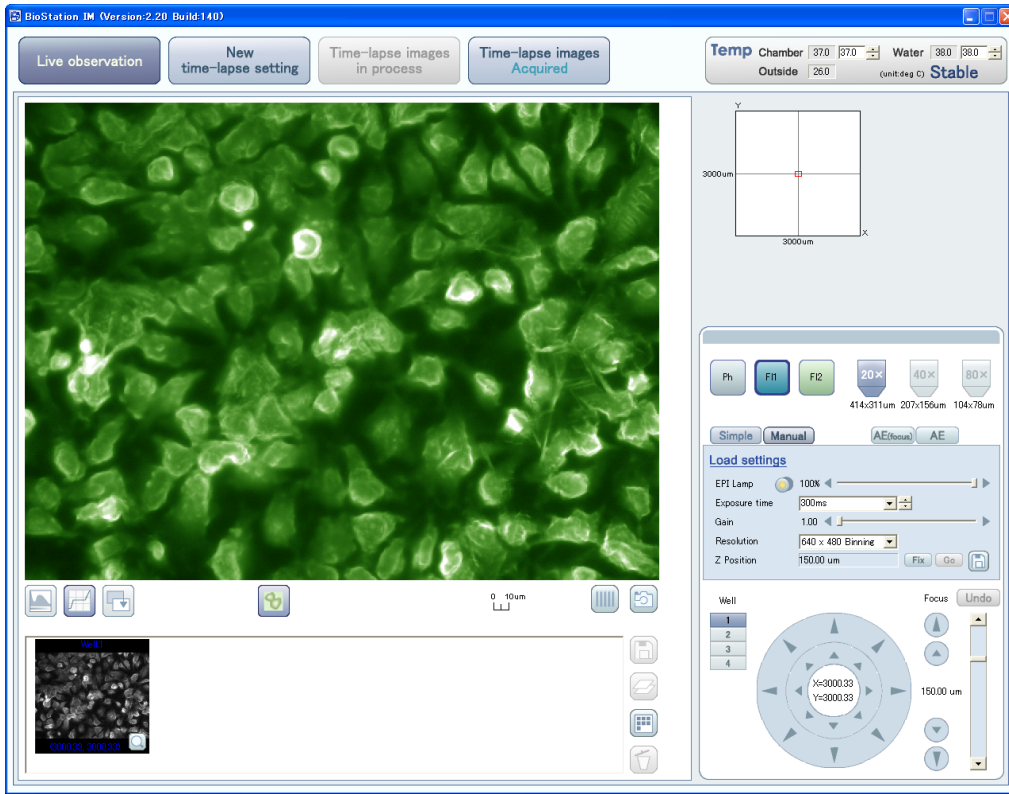 BioStation IM (Version:2.20 Build:140)
Live observation
New
time-lapse setting
Time-lapse images
in process
Time-lapse images
Acquired
Temp Chamber 37.0 37.0 Water 38.0 38.0
Outside 26.0 (unit:deg C) Stable
Y
3000um
X
3000um
Ph Fl1 Fl2 20× 40× 80×
414x311um 207x156um 104x78um
Simple Manual AE(focus) AE
Load settings
EPI Lamp 100%
Exposure time 300ms
Gain 1.00
Resolution 640 x 480 Binning
Z Position 150.00 um Fix Go
0 10um
Well Focus Undo
1
2
3
4
X=3000.33
Y=3000.33
150.00 um
Well1